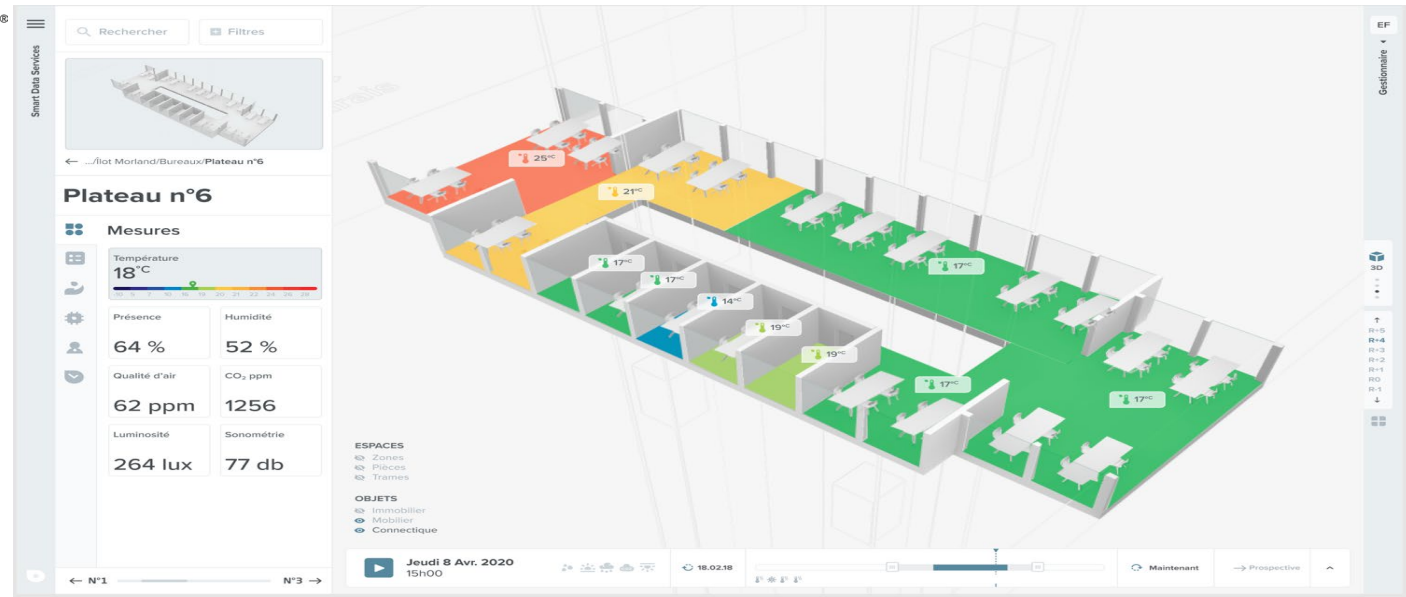 ®
Smart Data Services
Rechercher
Filtres
← .../Îlot Morland/Bureaux/Plateau n°6
Plateau n°6
Mesures
Température
18°C
Présence
64 %
Humidité
52 %
Qualité d'air
62 ppm
CO₂ ppm
1256
Luminosité
264 lux
Sonométrie
77 db
← N°1
N°3 →
25°C
21°C
17°C
17°C
14°C
19°C
19°C
17°C
17°C
17°C
ESPACES
Zones
Pièces
Trames
OBJETS
Immobilier
Mobilier
Connectique
Jeudi 8 Avr. 2020
15h00
18.02.18
Maintenant
→ Prospective
EF
Gestionnaire
3D
↑
R+5
R+4
R+3
R+2
R+1
R0
R-1
↓